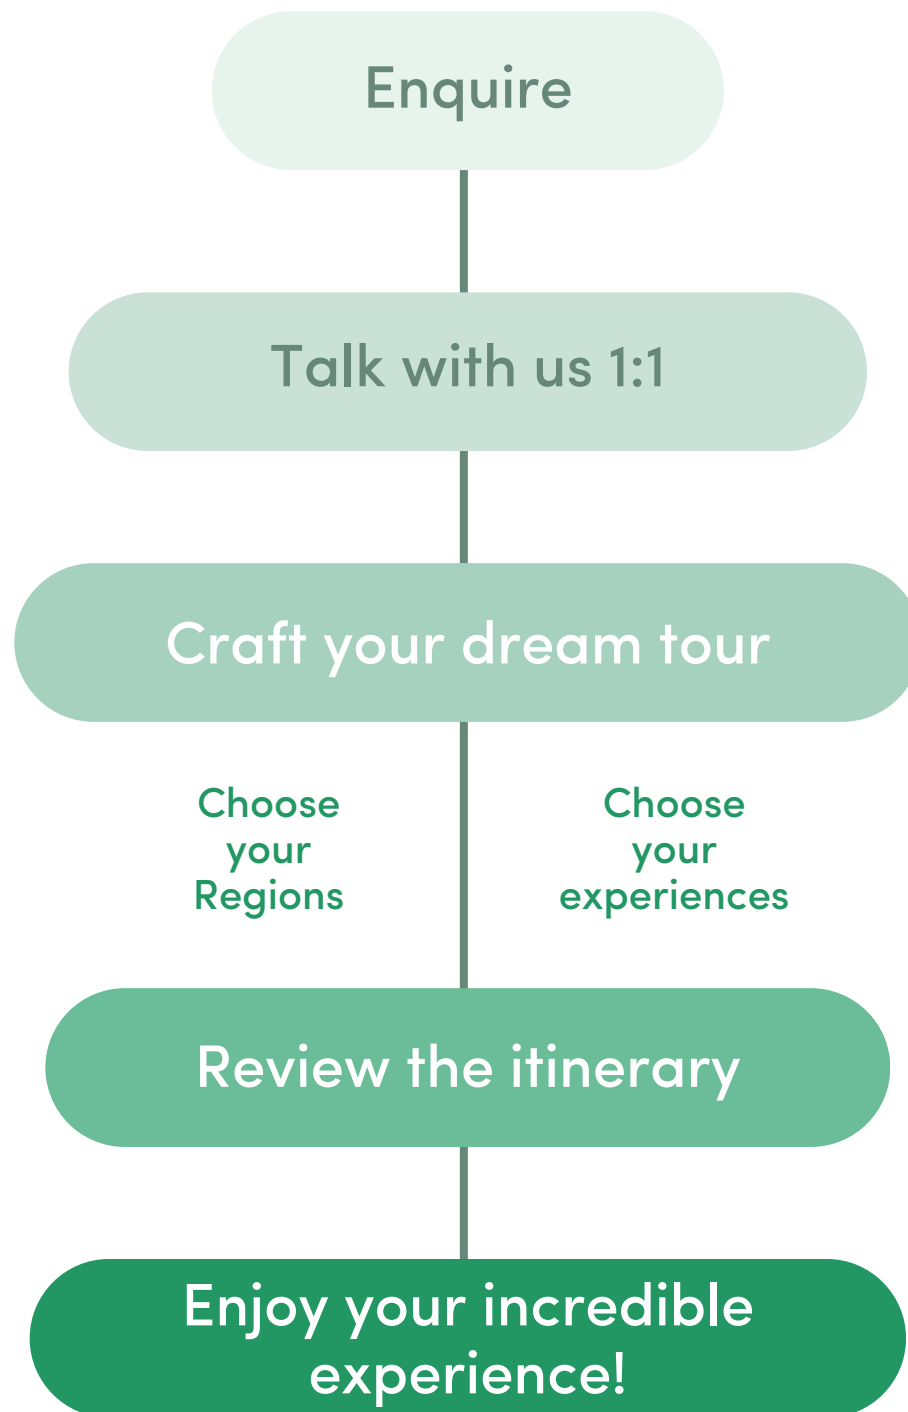 Enquire
Talk with us 1:1
Craft your dream tour
Choose
your
Regions
Choose
your
experiences
Review the itinerary
Enjoy your incredible
experience!